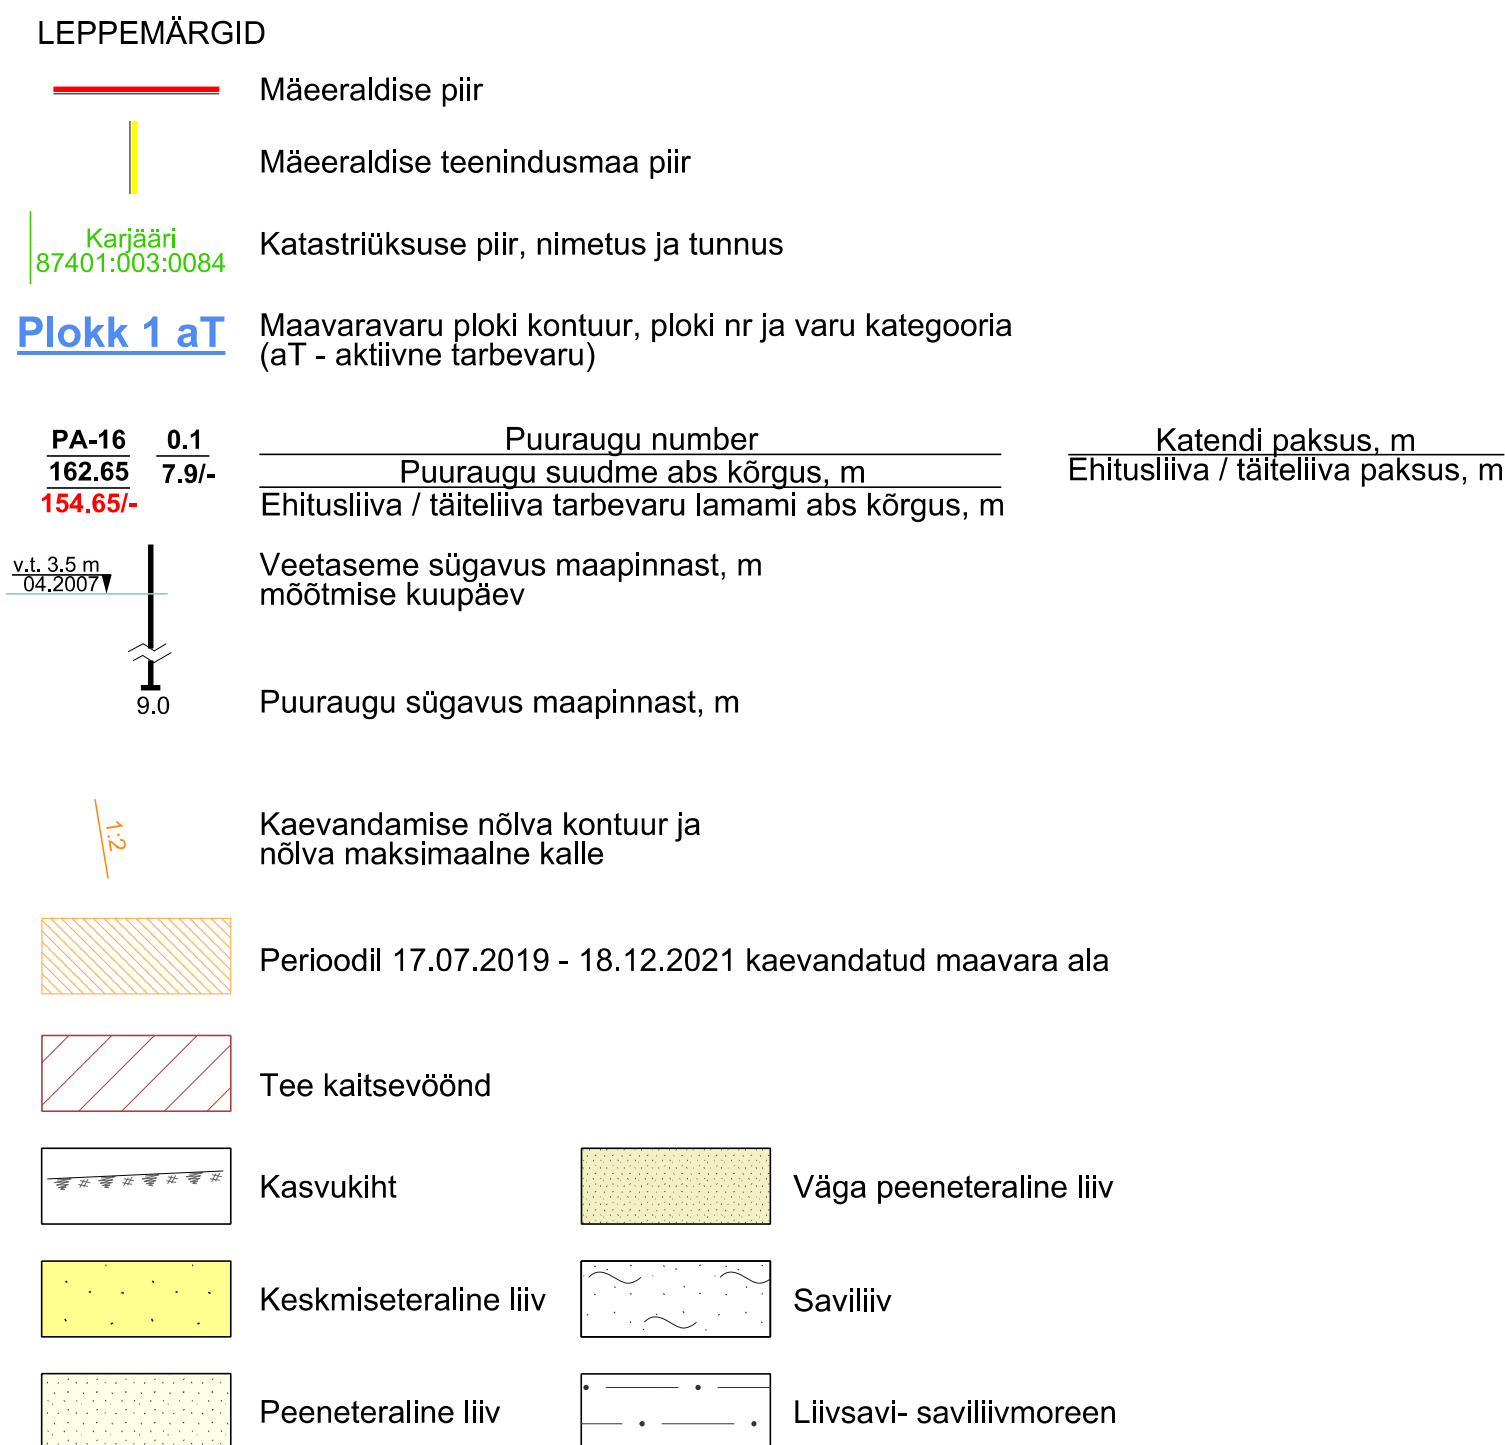 LEPPEMÄRGID
Mäeeraldise piir
Mäeeraldise teenindusmaa piir
Karjääri
87401:003:0084
Katastriüksuse piir, nimetus ja tunnus
Plokk 1 aT
Maavaravaru ploki kontuur, ploki nr ja varu kategooria
(aT - aktiivne tarbevaru)
PA-16 0.1 Puuraugu number Katendi paksus, m
162.65 7.9/- Puuraugu suudme abs kõrgus, m Ehitusliiva / täiteliiva paksus, m
154.65/- Ehitusliiva / täiteliiva tarbevaru lamami abs kõrgus, m
v.t. 3.5 m
04.2007
Veetaseme sügavus maapinnast, m
mõõtmise kuupäev
9.0
Puuraugu sügavus maapinnast, m
1:2
Kaevandamise nõlva kontuur ja
nõlva maksimaalne kalle
Perioodil 17.07.2019 - 18.12.2021 kaevandatud maavara ala
Tee kaitsevöönd
Kasvukiht
Väga peeneteraline liiv
Keskmiseteraline liiv
Saviliiv
Peeneteraline liiv
Liivsavi- saviliivmoreen